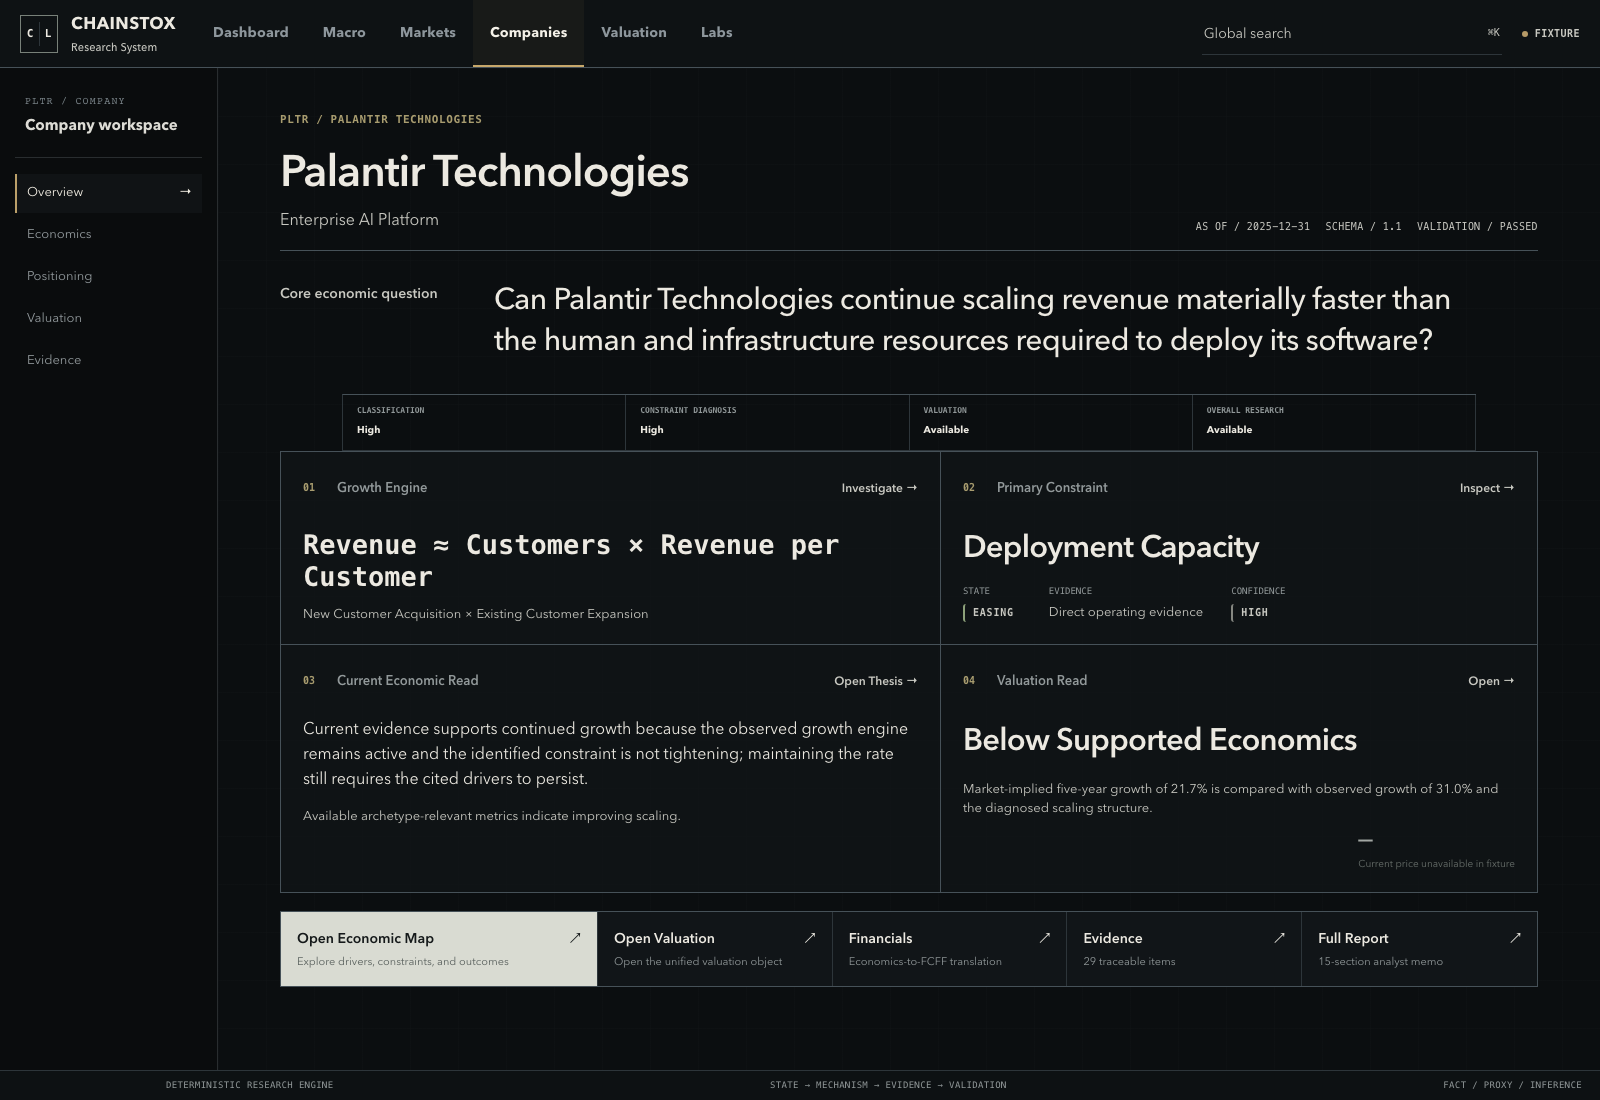 C L
CHAINSTOX
Research System
Dashboard
Macro
Markets
Companies
Valuation
Labs
Global search
⌘K
FIXTURE
PLTR / COMPANY
Company workspace
Overview →
Economics
Positioning
Valuation
Evidence
PLTR / PALANTIR TECHNOLOGIES
Palantir Technologies
Enterprise AI Platform
AS OF / 2025-12-31 SCHEMA / 1.1 VALIDATION / PASSED
Core economic question
Can Palantir Technologies continue scaling revenue materially faster than
the human and infrastructure resources required to deploy its software?
CLASSIFICATION
High
CONSTRAINT DIAGNOSIS
High
VALUATION
Available
OVERALL RESEARCH
Available
01 Growth Engine
Investigate →
Revenue ≈ Customers × Revenue per
Customer
New Customer Acquisition × Existing Customer Expansion
02 Primary Constraint
Inspect →
Deployment Capacity
STATE
EASING
EVIDENCE
Direct operating evidence
CONFIDENCE
HIGH
03 Current Economic Read
Open Thesis →
Current evidence supports continued growth because the observed growth engine
remains active and the identified constraint is not tightening; maintaining the rate
still requires the cited drivers to persist.
Available archetype-relevant metrics indicate improving scaling.
04 Valuation Read
Open →
Below Supported Economics
Market-implied five-year growth of 21.7% is compared with observed growth of 31.0% and
the diagnosed scaling structure.
—
Current price unavailable in fixture
Open Economic Map ↗
Explore drivers, constraints, and outcomes
Open Valuation ↗
Open the unified valuation object
Financials ↗
Economics-to-FCFF translation
Evidence ↗
29 traceable items
Full Report ↗
15-section analyst memo
DETERMINISTIC RESEARCH ENGINE
STATE → MECHANISM → EVIDENCE → VALIDATION
FACT / PROXY / INFERENCE